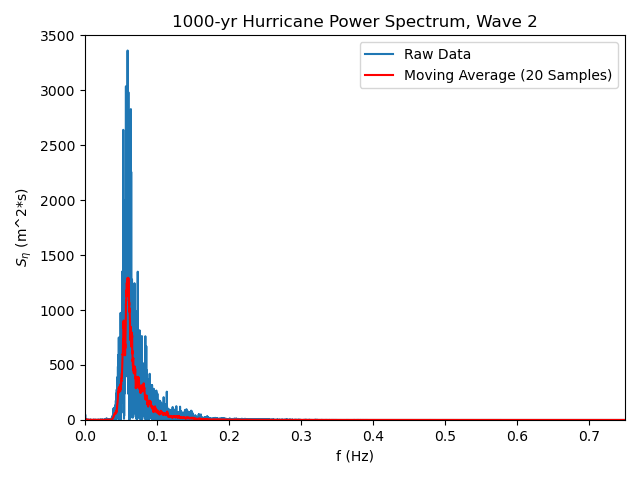 1000-yr Hurricane Power Spectrum, Wave 2
Raw Data
Moving Average (20 Samples)
3500
3000
2500
2000
1500
1000
500
0
S_η (m^2*s)
0.0 0.1 0.2 0.3 0.4 0.5 0.6 0.7
f (Hz)